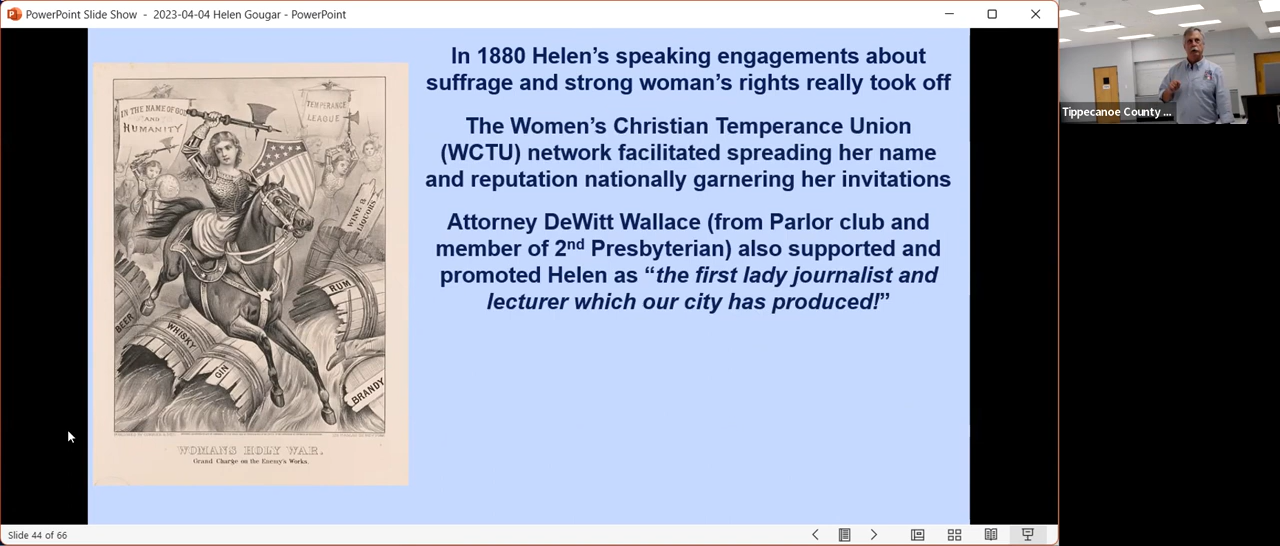 PowerPoint Slide Show - 2023-04-04 Helen Gougar - PowerPoint
In 1880 Helen’s speaking engagements about
suffrage and strong woman’s rights really took off
The Women’s Christian Temperance Union
(WCTU) network facilitated spreading her name
and reputation nationally garnering her invitations
Attorney DeWitt Wallace (from Parlor club and
member of 2nd Presbyterian) also supported and
promoted Helen as “the first lady journalist and
lecturer which our city has produced!”
IN THE NAME OF GOD
AND
HUMANITY
TEMPERANCE
LEAGUE
WINE &
LIQUORS
RUM
BEER
WHISKY
GIN
BRANDY
WOMANS HOLY WAR.
Grand Charge on the Enemy's Works.
Tippecanoe County ...
Slide 44 of 66